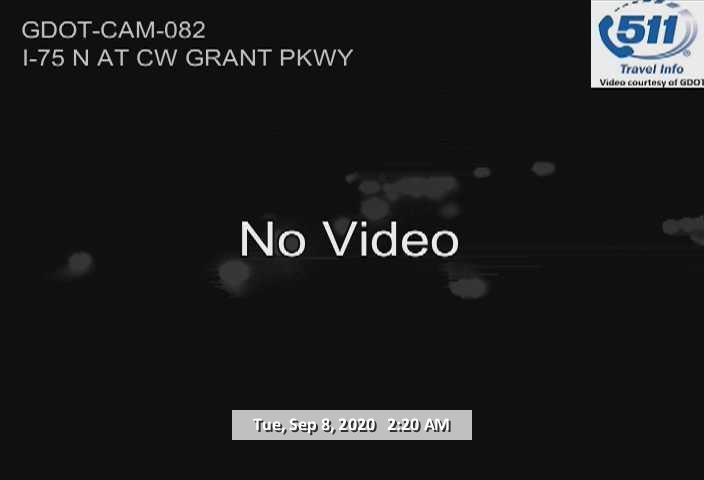 GDOT-CAM-082
I-75 N AT CW GRANT PKWY
511
Travel Info
Video courtesy of GDOT
No Video
Tue, Sep 8, 2020 2:20 AM